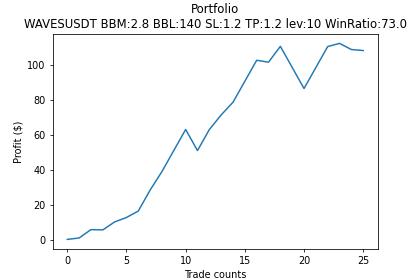 Portfolio
WAVESUSDT BBM:2.8 BBL:140 SL:1.2 TP:1.2 lev:10 WinRatio:73.0
Profit ($)
100
80
60
40
20
0
0 5 10 15 20 25
Trade counts